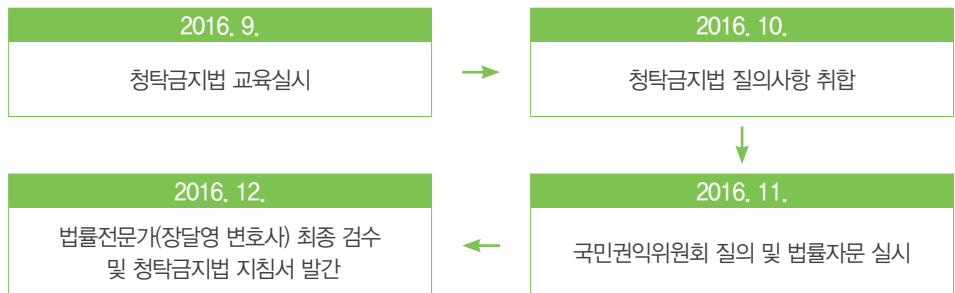 2016. 9.
청탁금지법 교육실시
2016. 10.
청탁금지법 질의사항 취합
2016. 11.
국민권익위원회 질의 및 법률자문 실시
2016. 12.
법률전문가(장달영 변호사) 최종 검수
및 청탁금지법 지침서 발간